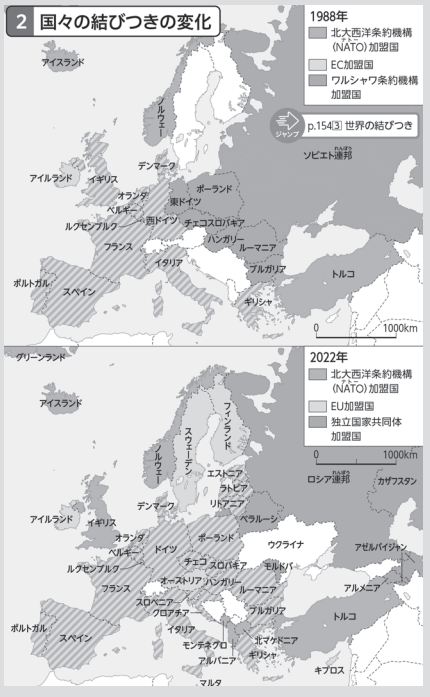 2 国々の結びつきの変化
1988年
北大西洋条約機構
(NATO)加盟国
ナトー
EC加盟国
ワルシャワ条約機構
加盟国
ジャンプ
p.154③ 世界の結びつき
アイスランド
ノルウェー
ソビエト連邦
れんぽう
デンマーク
アイルランド
イギリス
オランダ
ポーランド
東ドイツ
ベルギー
西ドイツ
チェコスロバキア
ルクセンブルク
ハンガリー
フランス
ルーマニア
イタリア
ブルガリア
トルコ
ポルトガル
スペイン
ギリシャ
0 1000km
グリーンランド
2022年
北大西洋条約機構
(NATO)加盟国
ナトー
EU加盟国
独立国家共同体
加盟国
0 1000km
アイスランド
フィンランド
スウェーデン
ノルウェー
ロシア連邦
れんぽう
カザフスタン
エストニア
ラトビア
リトアニア
デンマーク
ベラルーシ
アイルランド
イギリス
オランダ
ポーランド
ウクライナ
ベルギー
ドイツ
アゼルバイジャン
チェコ
スロバキア
モルドバ
ルクセンブルク
オーストリア
ハンガリー
フランス
ルーマニア
アルメニア
スロベニア
クロアチア
ブルガリア
トルコ
イタリア
ポルトガル
スペイン
北マケドニア
モンテネグロ
ギリシャ
アルバニア
キプロス
マルタ